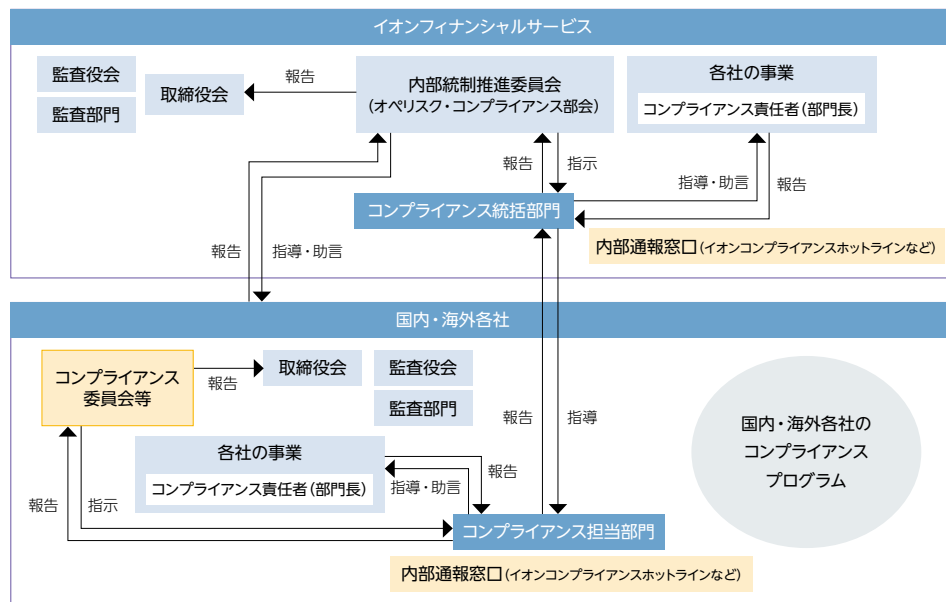 イオンフィナンシャルサービス
監査役会
監査部門
取締役会
報告
内部統制推進委員会
(オペリスク・コンプライアンス部会)
各社の事業
コンプライアンス責任者(部門長)
報告
指示
指導・助言
報告
コンプライアンス統括部門
報告
指導・助言
内部通報窓口(イオンコンプライアンスホットラインなど)
国内・海外各社
コンプライアンス
委員会等
報告
取締役会
監査役会
監査部門
報告
指導
国内・海外各社の
コンプライアンス
プログラム
各社の事業
コンプライアンス責任者(部門長)
報告
指導・助言
報告
指示
コンプライアンス担当部門
内部通報窓口(イオンコンプライアンスホットラインなど)